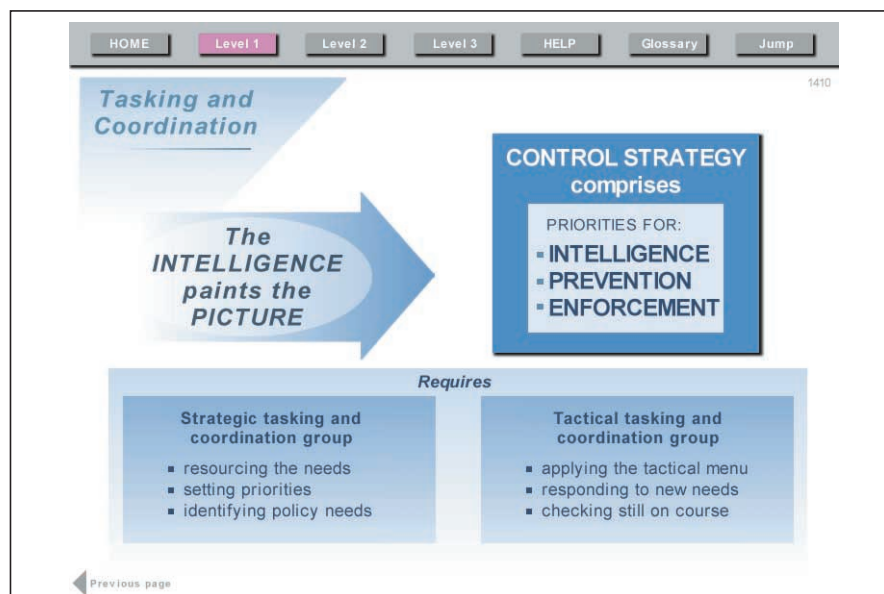 HOME Level 1 Level 2 Level 3 HELP Glossary Jump
1410
Tasking and
Coordination
The
INTELLIGENCE
paints the
PICTURE
CONTROL STRATEGY
comprises
PRIORITIES FOR:
▪ INTELLIGENCE
▪ PREVENTION
▪ ENFORCEMENT
Requires
Strategic tasking and
coordination group
▪ resourcing the needs
▪ setting priorities
▪ identifying policy needs
Tactical tasking and
coordination group
▪ applying the tactical menu
▪ responding to new needs
▪ checking still on course
Previous page